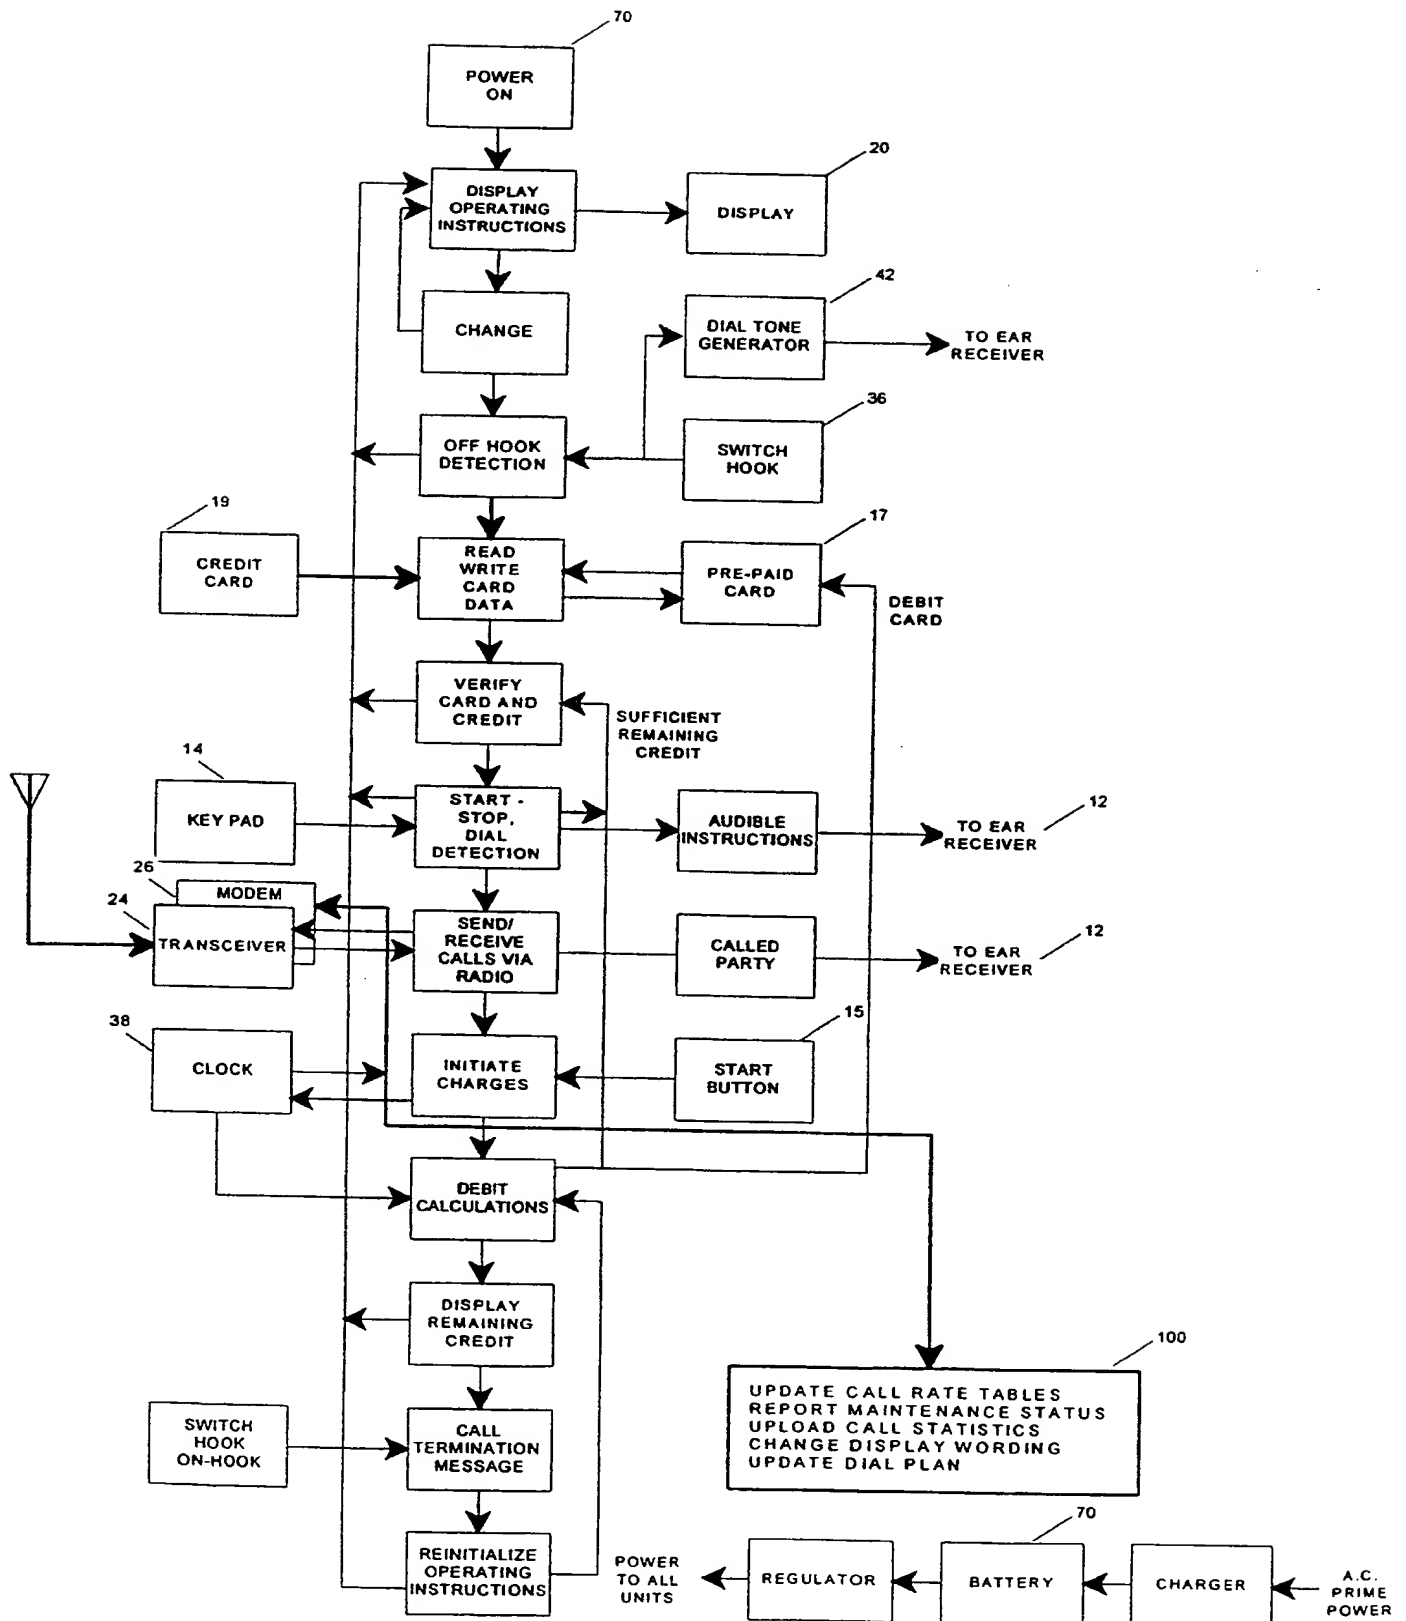 70
POWER
ON
20
DISPLAY
OPERATING
INSTRUCTIONS
DISPLAY
42
CHANGE
DIAL TONE
GENERATOR
TO EAR
RECEIVER
36
OFF HOOK
DETECTION
SWITCH
HOOK
19
17
CREDIT
CARD
READ
WRITE
CARD
DATA
PRE-PAID
CARD
DEBIT
CARD
VERIFY
CARD AND
CREDIT
SUFFICIENT
REMAINING
CREDIT
14
KEY PAD
START -
STOP,
DIAL
DETECTION
AUDIBLE
INSTRUCTIONS
12
TO EAR
RECEIVER
26
MODEM
24
TRANSCEIVER
SEND/
RECEIVE
CALLS VIA
RADIO
CALLED
PARTY
12
TO EAR
RECEIVER
38
15
CLOCK
INITIATE
CHARGES
START
BUTTON
DEBIT
CALCULATIONS
DISPLAY
REMAINING
CREDIT
100
UPDATE CALL RATE TABLES
REPORT MAINTENANCE STATUS
UPLOAD CALL STATISTICS
CHANGE DISPLAY WORDING
UPDATE DIAL PLAN
SWITCH
HOOK
ON-HOOK
CALL
TERMINATION
MESSAGE
70
REINITIALIZE
OPERATING
INSTRUCTIONS
POWER
TO ALL
UNITS
REGULATOR
BATTERY
CHARGER
A.C.
PRIME
POWER